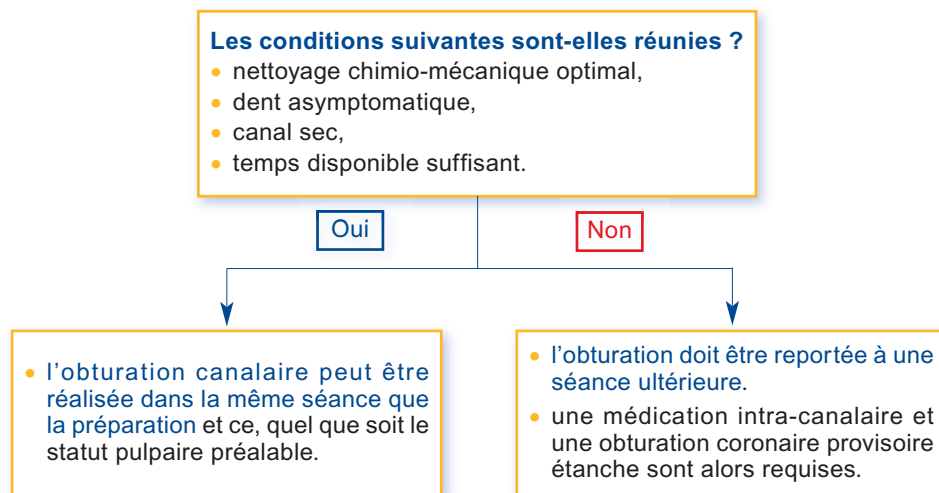 Les conditions suivantes sont-elles réunies ?
• nettoyage chimio-mécanique optimal,
• dent asymptomatique,
• canal sec,
• temps disponible suffisant.
Oui
Non
• l’obturation canalaire peut être
réalisée dans la même séance que
la préparation et ce, quel que soit le
statut pulpaire préalable.
• l’obturation doit être reportée à une
séance ultérieure.
• une médication intra-canalaire et
une obturation coronaire provisoire
étanche sont alors requises.